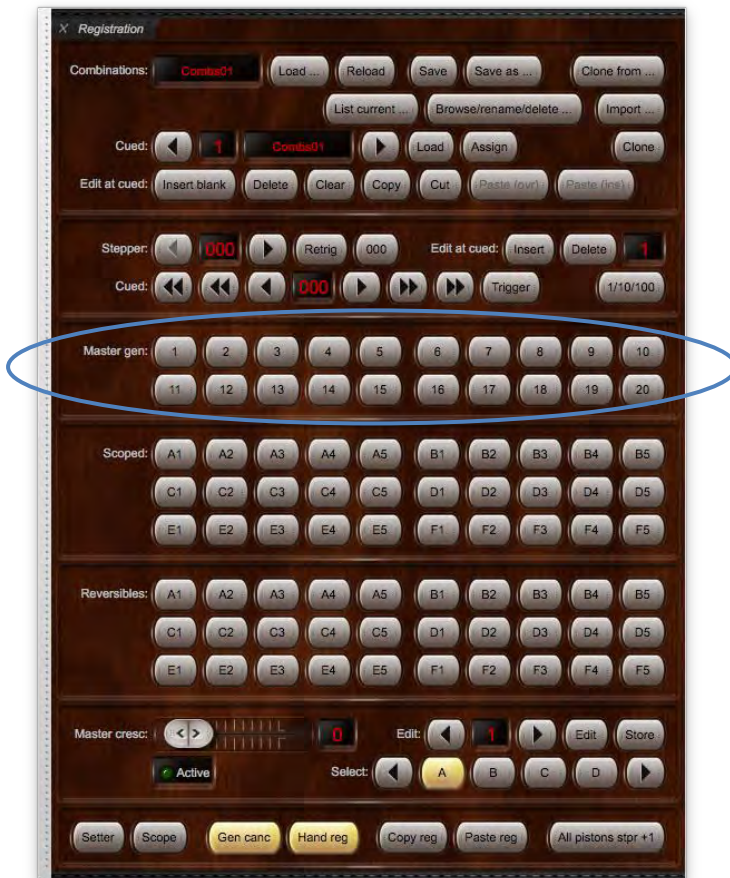 X Registration
Combinations: Combs01 Load ... Reload Save Save as ... Clone from ...
List current ... Browse/rename/delete ... Import ...
Cued: 1 Combs01 Load Assign Clone
Edit at cued: Insert blank Delete Clear Copy Cut Paste (ovr) Paste (ins)
Stepper: 000 Retrig 000 Edit at cued: Insert Delete 1
Cued: 000 Trigger 1/10/100
Master gen: 1 2 3 4 5 6 7 8 9 10
11 12 13 14 15 16 17 18 19 20
Scoped: A1 A2 A3 A4 A5 B1 B2 B3 B4 B5
C1 C2 C3 C4 C5 D1 D2 D3 D4 D5
E1 E2 E3 E4 E5 F1 F2 F3 F4 F5
Reversibles: A1 A2 A3 A4 A5 B1 B2 B3 B4 B5
C1 C2 C3 C4 C5 D1 D2 D3 D4 D5
E1 E2 E3 E4 E5 F1 F2 F3 F4 F5
Master cresc: < > 0 Edit: 1 Edit Store
Active Select: A B C D
Setter Scope Gen canc Hand reg Copy reg Paste reg All pistons stpr +1